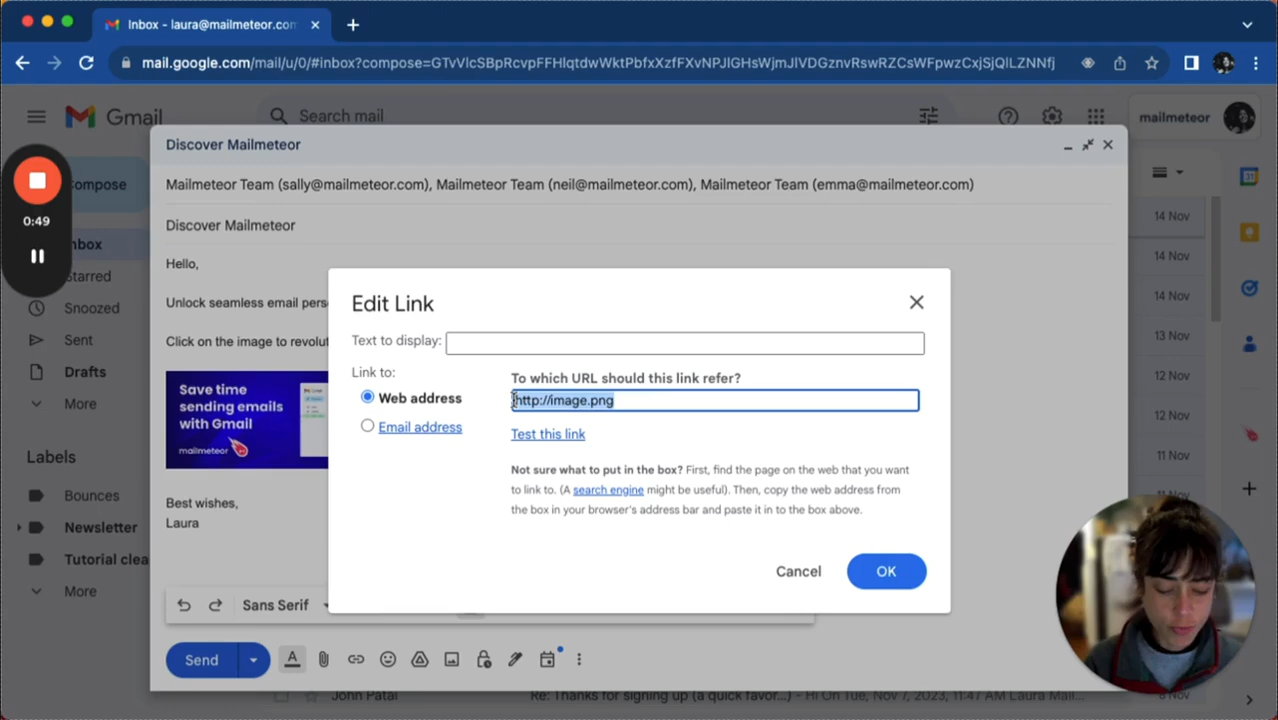 Inbox - laura@mailmeteor.com
mail.google.com/mail/u/0/#inbox?compose=GTvVlcSBpRcvpFFHlqtdwWktPbfxXzfFXvNPJlGHsWjmJlVDGznvRswRZCsWFpwzCxjSjQlLZNNfj
Gmail
Search mail
mailmeteor
Discover Mailmeteor
Mailmeteor Team (sally@mailmeteor.com), Mailmeteor Team (neil@mailmeteor.com), Mailmeteor Team (emma@mailmeteor.com)
Discover Mailmeteor
Hello,
Unlock seamless email pers
Click on the image to revolut
Save time
sending emails
with Gmail
mailmeteor
Best wishes,
Laura
0:49
ompose
nbox
Starred
Snoozed
Sent
Drafts
More
Labels
Bounces
Newsletter
Tutorial clea
More
Edit Link
Text to display:
Link to:
Web address
Email address
To which URL should this link refer?
http://image.png
Test this link
Not sure what to put in the box? First, find the page on the web that you want
to link to. (A search engine might be useful). Then, copy the web address from
the box in your browser's address bar and paste it in to the box above.
Cancel
OK
Sans Serif
Send
14 Nov
14 Nov
14 Nov
13 Nov
12 Nov
12 Nov
11 Nov
John Patal
Re: Thanks for signing up (a quick favor...) - Hi On Tue, Nov 7, 2023, 11:47 AM Laura Mail...
8 Nov